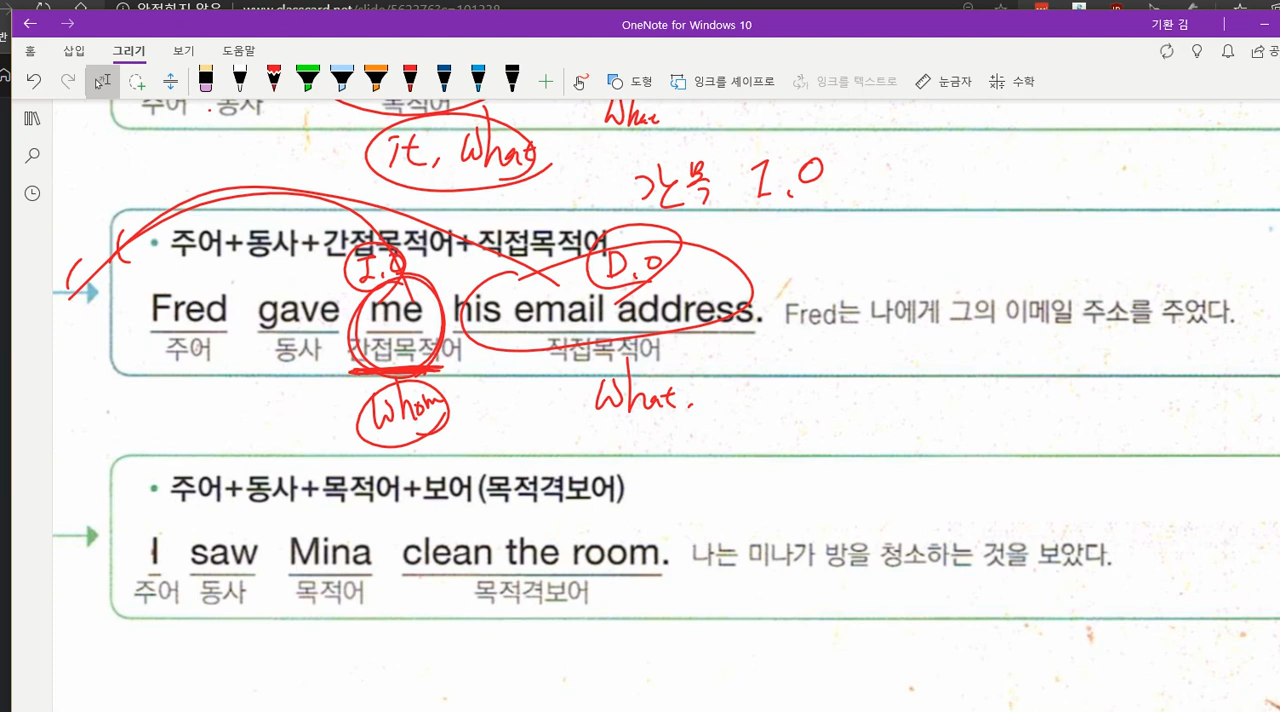 www.classcard.net/slide/
OneNote for Windows 10
기환 김
홈 삽입 그리기 보기 도움말
도형 잉크를 셰이프로 잉크를 텍스트로 눈금자 수학
주어 동사 목적어 What
it, What
간목 I.O
• 주어+동사+간접목적어+직접목적어
I.O D.O
Fred gave me his email address. Fred는 나에게 그의 이메일 주소를 주었다.
주어 동사 간접목적어 직접목적어
Whom What.
• 주어+동사+목적어+보어(목적격보어)
I saw Mina clean the room. 나는 미나가 방을 청소하는 것을 보았다.
주어 동사 목적어 목적격보어